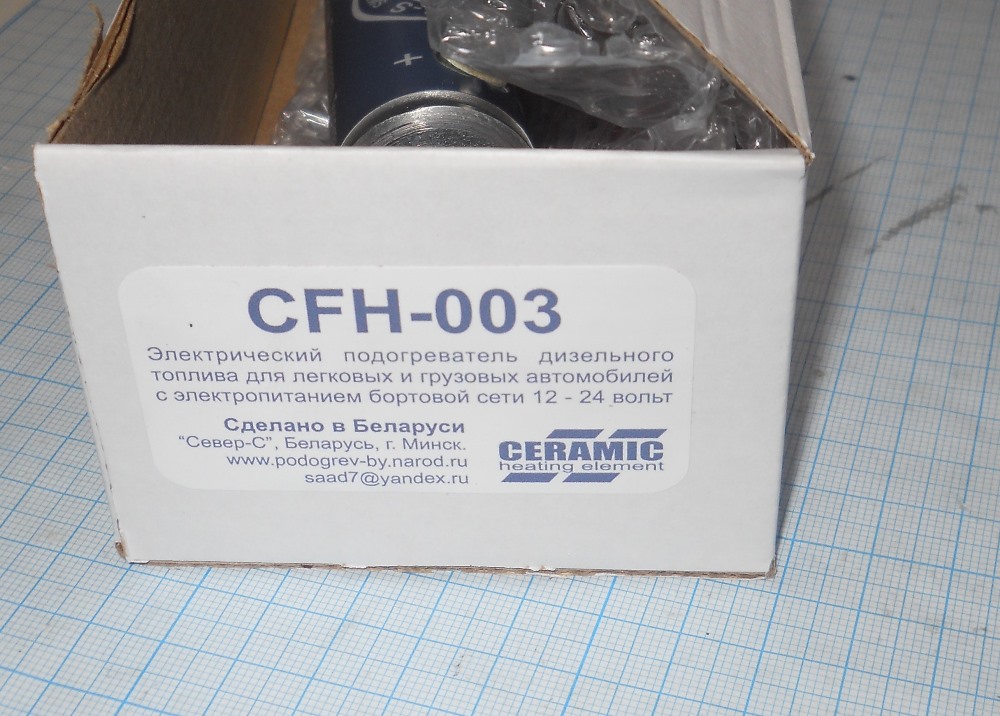 +
CFH-003
Электрический подогреватель дизельного
топлива для легковых и грузовых автомобилей
с электропитанием бортовой сети 12 - 24 вольт
Сделано в Беларуси
"Север-С", Беларусь, г. Минск.
www.podogrev-by.narod.ru
saad7@yandex.ru
CERAMIC
heating element